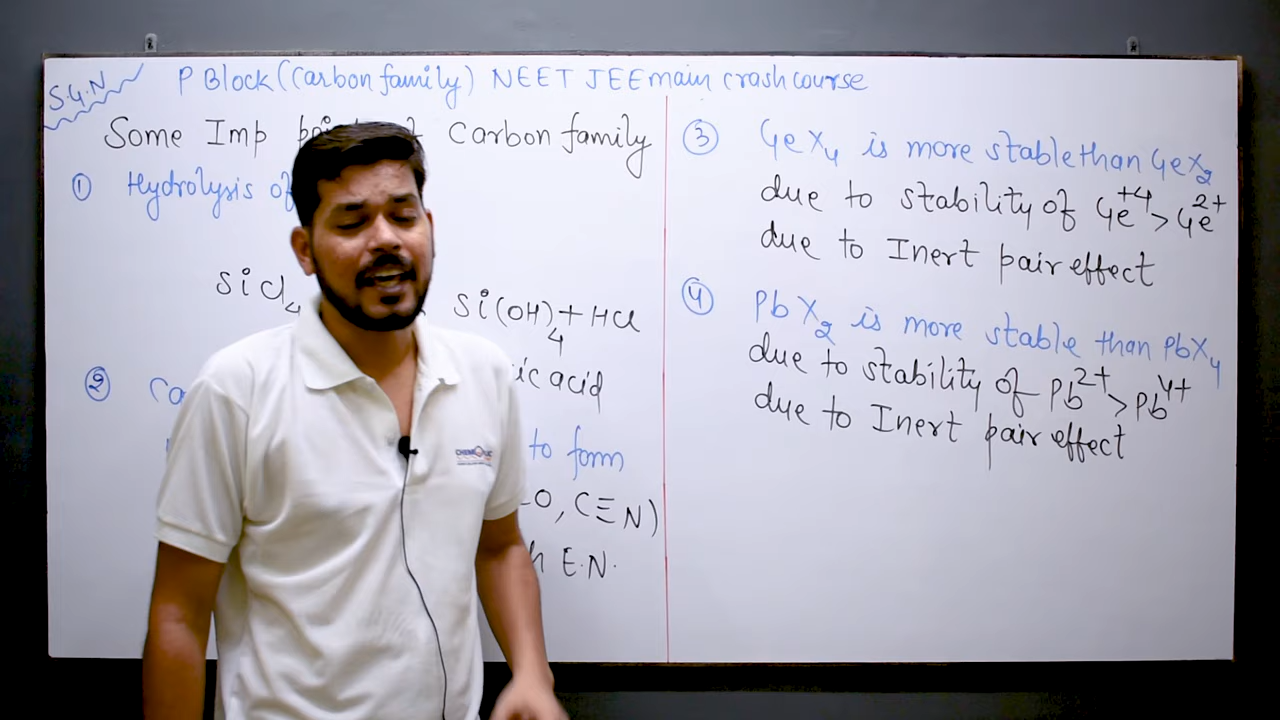 S.G.N
P Block (Carbon family) NEET JEE main crash course
Some Imp Carbon family
① Hydrolysis of
SiCl₄
Si(OH)₄ + HCl
ic acid
②
to form
O, C≡N)
E.N.
③ GeX₄ is more stable than GeX₂
due to stability of Ge⁺⁴ > Ge²⁺
due to Inert pair effect
④ PbX₂ is more stable than PbX₄
due to stability of Pb²⁺ > Pb⁴⁺
due to Inert pair effect